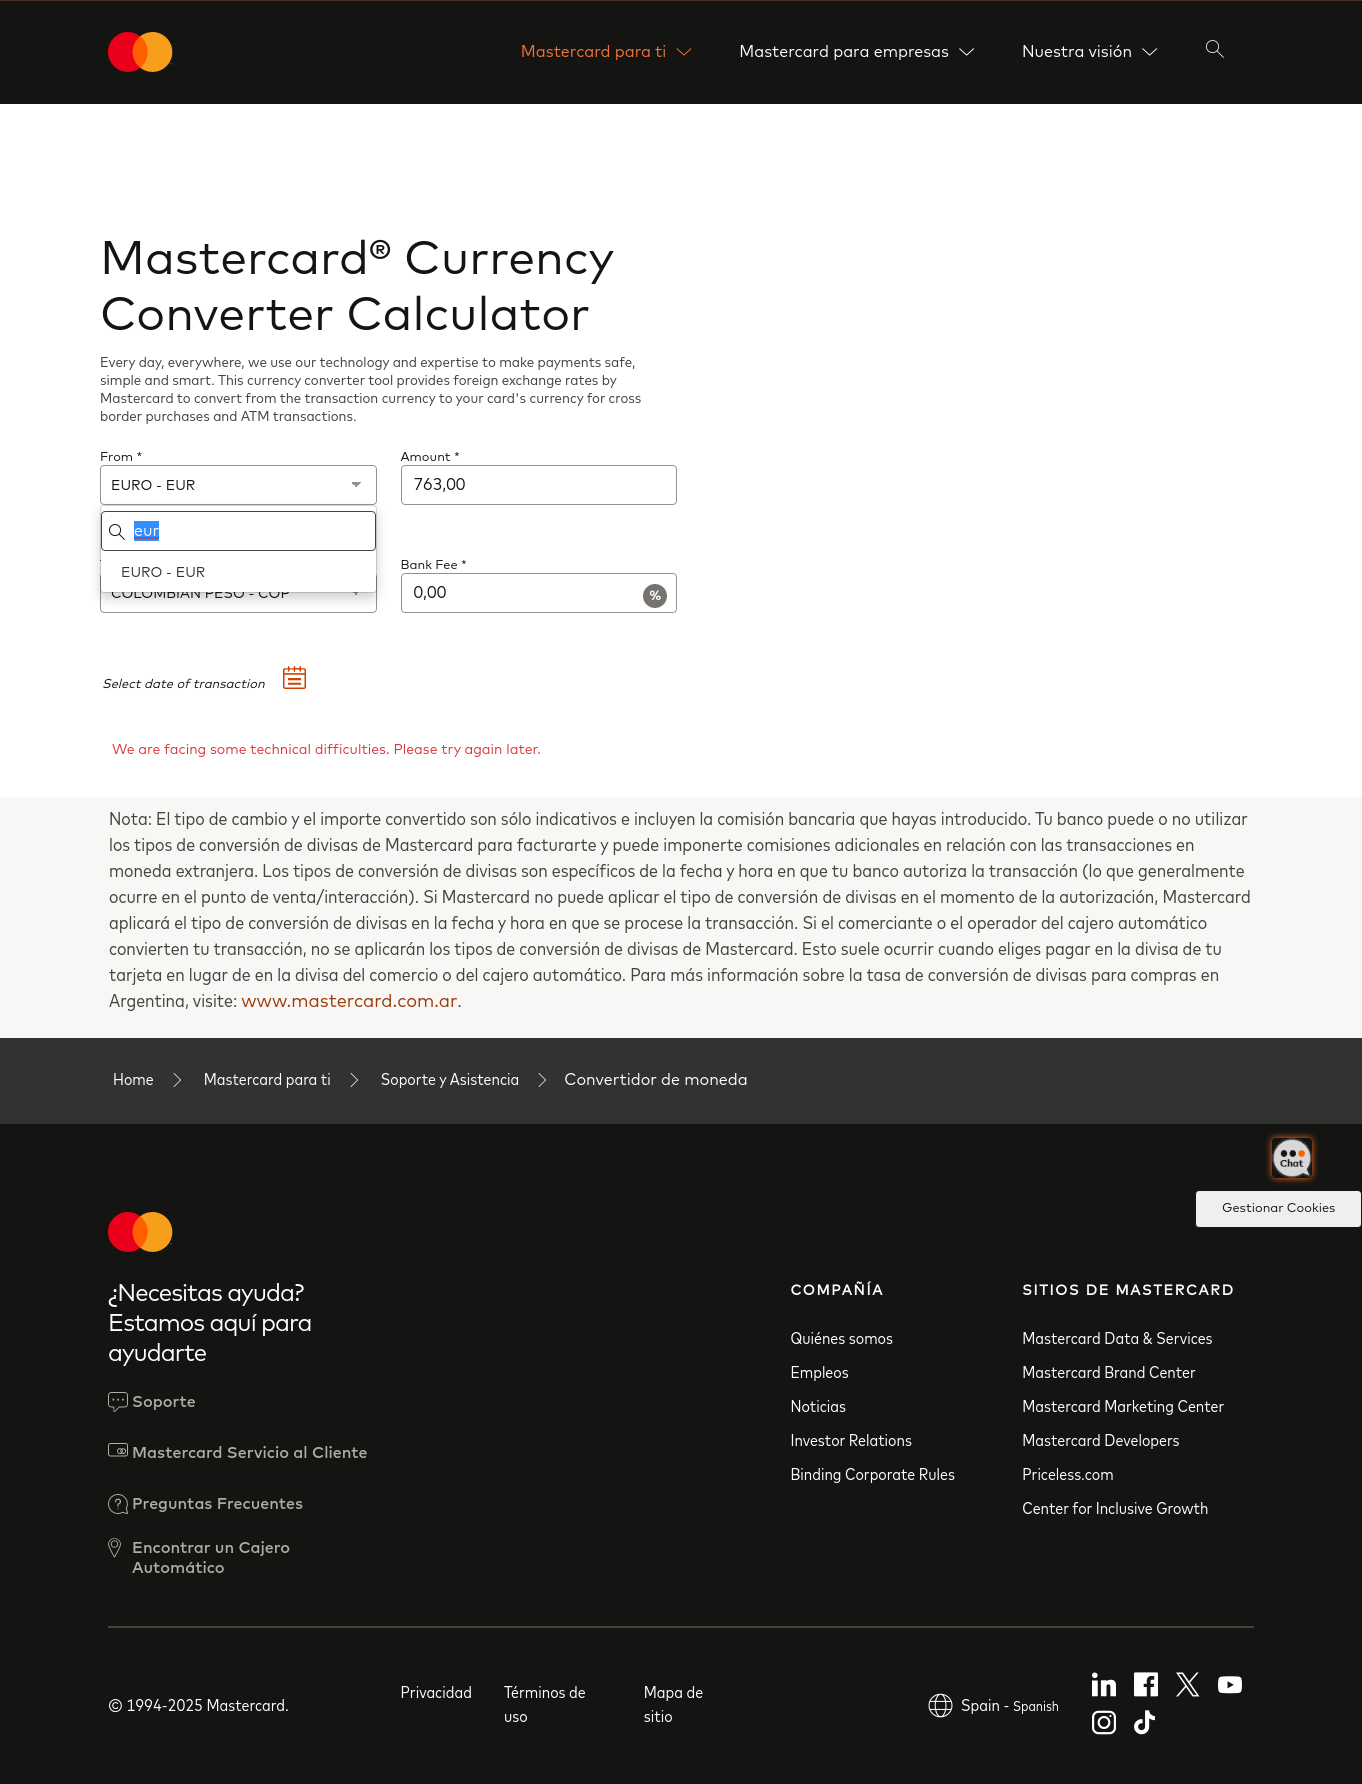 Mastercard para ti
Mastercard para empresas
Nuestra visión
Mastercard® Currency
Converter Calculator
Every day, everywhere, we use our technology and expertise to make payments safe,
simple and smart. This currency converter tool provides foreign exchange rates by
Mastercard to convert from the transaction currency to your card's currency for cross
border purchases and ATM transactions.
From *
Amount *
EURO - EUR
763,00
eur
EURO - EUR
Bank Fee *
COLOMBIAN PESO - COP
0,00
%
Select date of transaction
We are facing some technical difficulties. Please try again later.
Nota: El tipo de cambio y el importe convertido son sólo indicativos e incluyen la comisión bancaria que hayas introducido. Tu banco puede o no utilizar
los tipos de conversión de divisas de Mastercard para facturarte y puede imponerte comisiones adicionales en relación con las transacciones en
moneda extranjera. Los tipos de conversión de divisas son específicos de la fecha y hora en que tu banco autoriza la transacción (lo que generalmente
ocurre en el punto de venta/interacción). Si Mastercard no puede aplicar el tipo de conversión de divisas en el momento de la autorización, Mastercard
aplicará el tipo de conversión de divisas en la fecha y hora en que se procese la transacción. Si el comerciante o el operador del cajero automático
convierten tu transacción, no se aplicarán los tipos de conversión de divisas de Mastercard. Esto suele ocurrir cuando eliges pagar en la divisa de tu
tarjeta en lugar de en la divisa del comercio o del cajero automático. Para más información sobre la tasa de conversión de divisas para compras en
Argentina, visite: www.mastercard.com.ar.
Home
Mastercard para ti
Soporte y Asistencia
Convertidor de moneda
Chat
Gestionar Cookies
¿Necesitas ayuda?
Estamos aquí para
ayudarte
Soporte
Mastercard Servicio al Cliente
Preguntas Frecuentes
Encontrar un Cajero
Automático
COMPAÑÍA
Quiénes somos
Empleos
Noticias
Investor Relations
Binding Corporate Rules
SITIOS DE MASTERCARD
Mastercard Data & Services
Mastercard Brand Center
Mastercard Marketing Center
Mastercard Developers
Priceless.com
Center for Inclusive Growth
© 1994-2025 Mastercard.
Privacidad
Términos de
uso
Mapa de
sitio
Spain - Spanish